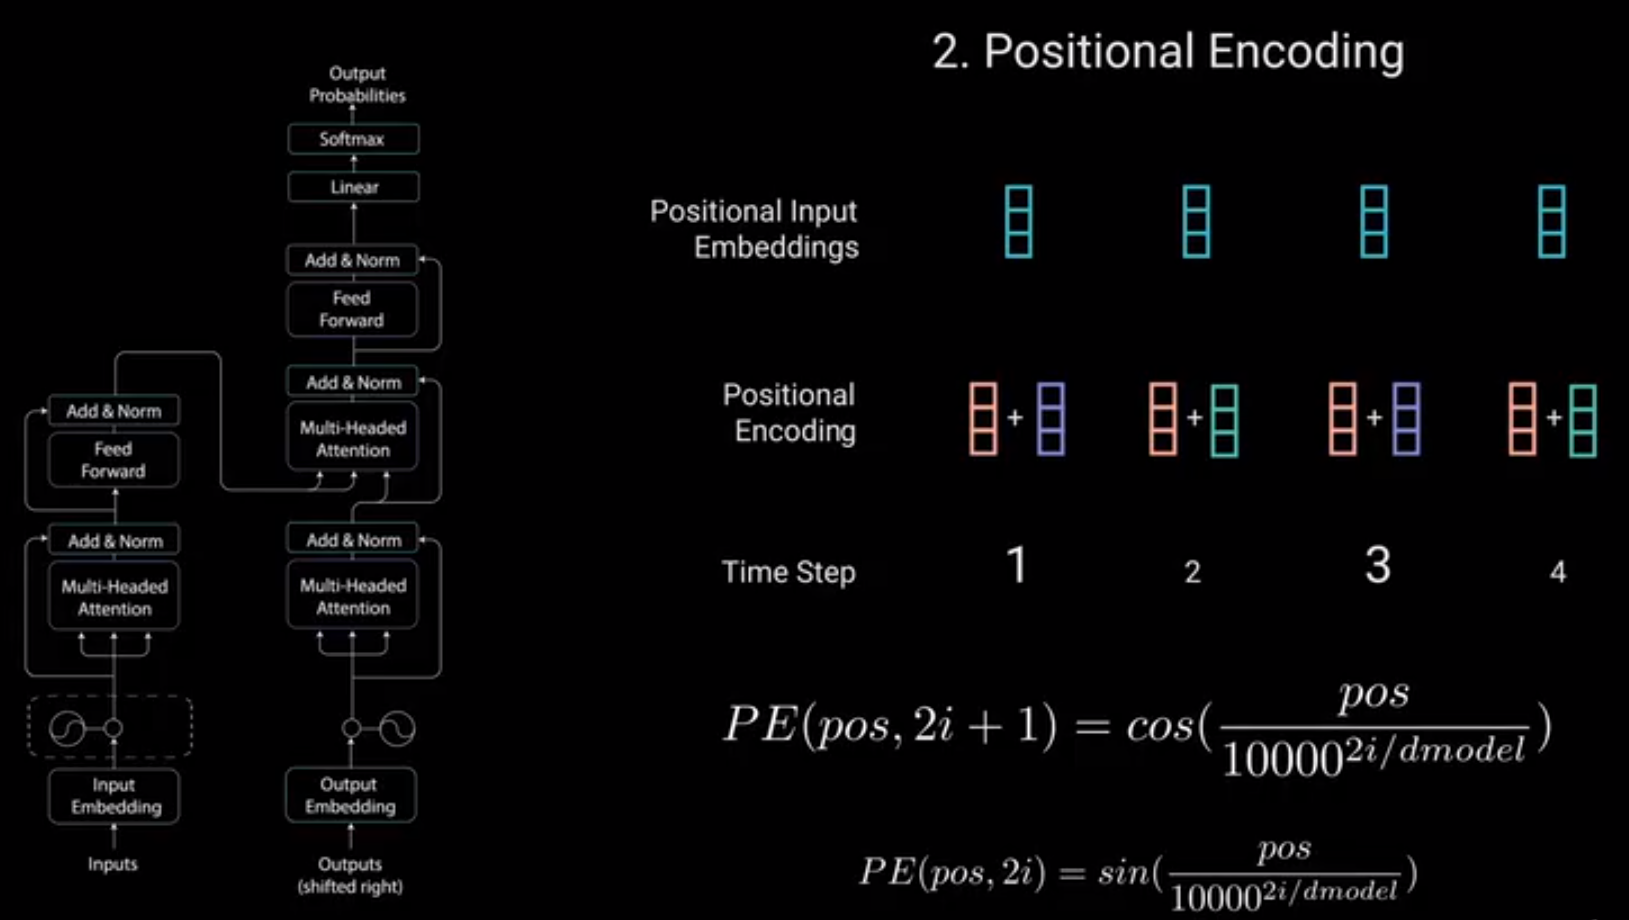 2. Positional Encoding
Output
Probabilities
Softmax
Linear
Add & Norm
Feed
Forward
Add & Norm
Multi-Headed
Attention
Add & Norm
Multi-Headed
Attention
Output
Embedding
Outputs
(shifted right)
Add & Norm
Feed
Forward
Add & Norm
Multi-Headed
Attention
Input
Embedding
Inputs
Positional Input
Embeddings
Positional
Encoding
+ + + +
Time Step 1 2 3 4
PE(pos, 2i + 1) = cos(pos/10000^{2i/dmodel})
PE(pos, 2i) = sin(pos/10000^{2i/dmodel})